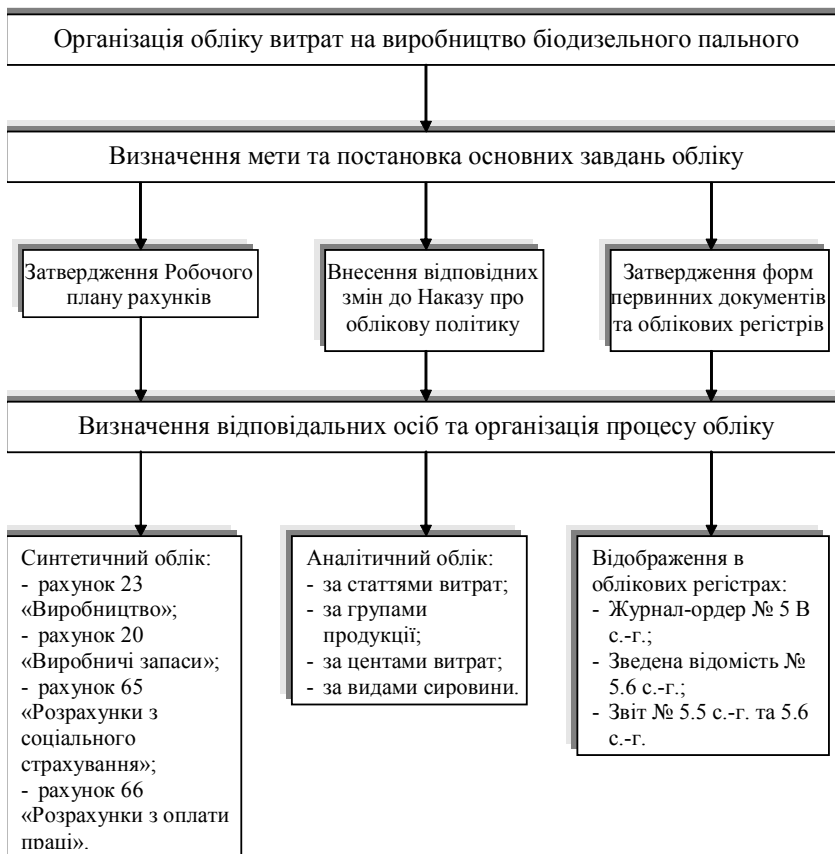 Організація обліку витрат на виробництво біодизельного пального
Визначення мети та постановка основних завдань обліку
Затвердження Робочого
плану рахунків
Внесення відповідних
змін до Наказу про
облікову політику
Затвердження форм
первинних документів
та облікових регістрів
Визначення відповідальних осіб та організація процесу обліку
Синтетичний облік:
- рахунок 23
«Виробництво»;
- рахунок 20
«Виробничі запаси»;
- рахунок 65
«Розрахунки з
соціального
страхування»;
- рахунок 66
«Розрахунки з оплати
праці».
Аналітичний облік:
- за статтями витрат;
- за групами
продукції;
- за центами витрат;
- за видами сировини.
Відображення в
облікових регістрах:
- Журнал-ордер № 5 В
с.-г.;
- Зведена відомість №
5.6 с.-г.;
- Звіт № 5.5 с.-г. та 5.6
с.-г.